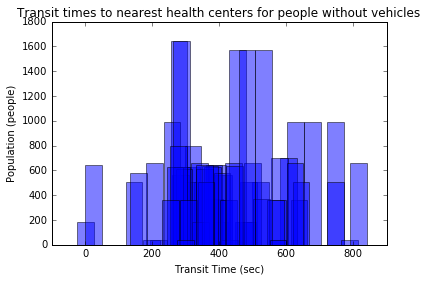 Transit times to nearest health centers for people without vehicles
1800
1600
1400
1200
1000
800
600
400
200
0
Population (people)
0 200 400 600 800
Transit Time (sec)